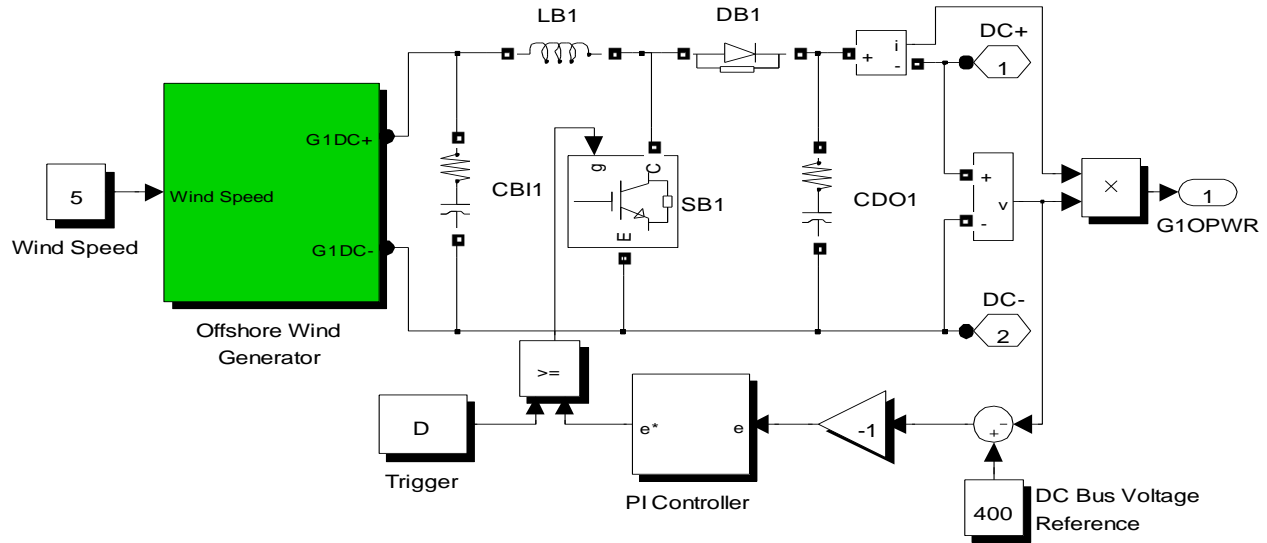 LB1
DB1
DC+
i
+
-
1
G1DC+
g
C
+
5
Wind Speed
CBI1
SB1
CDO1
v
×
1
Wind Speed
E
-
G1OPWR
G1DC-
DC-
2
Offshore Wind
Generator
>=
D
e*
e
-1
−
+
Trigger
PI Controller
400
DC Bus Voltage
Reference